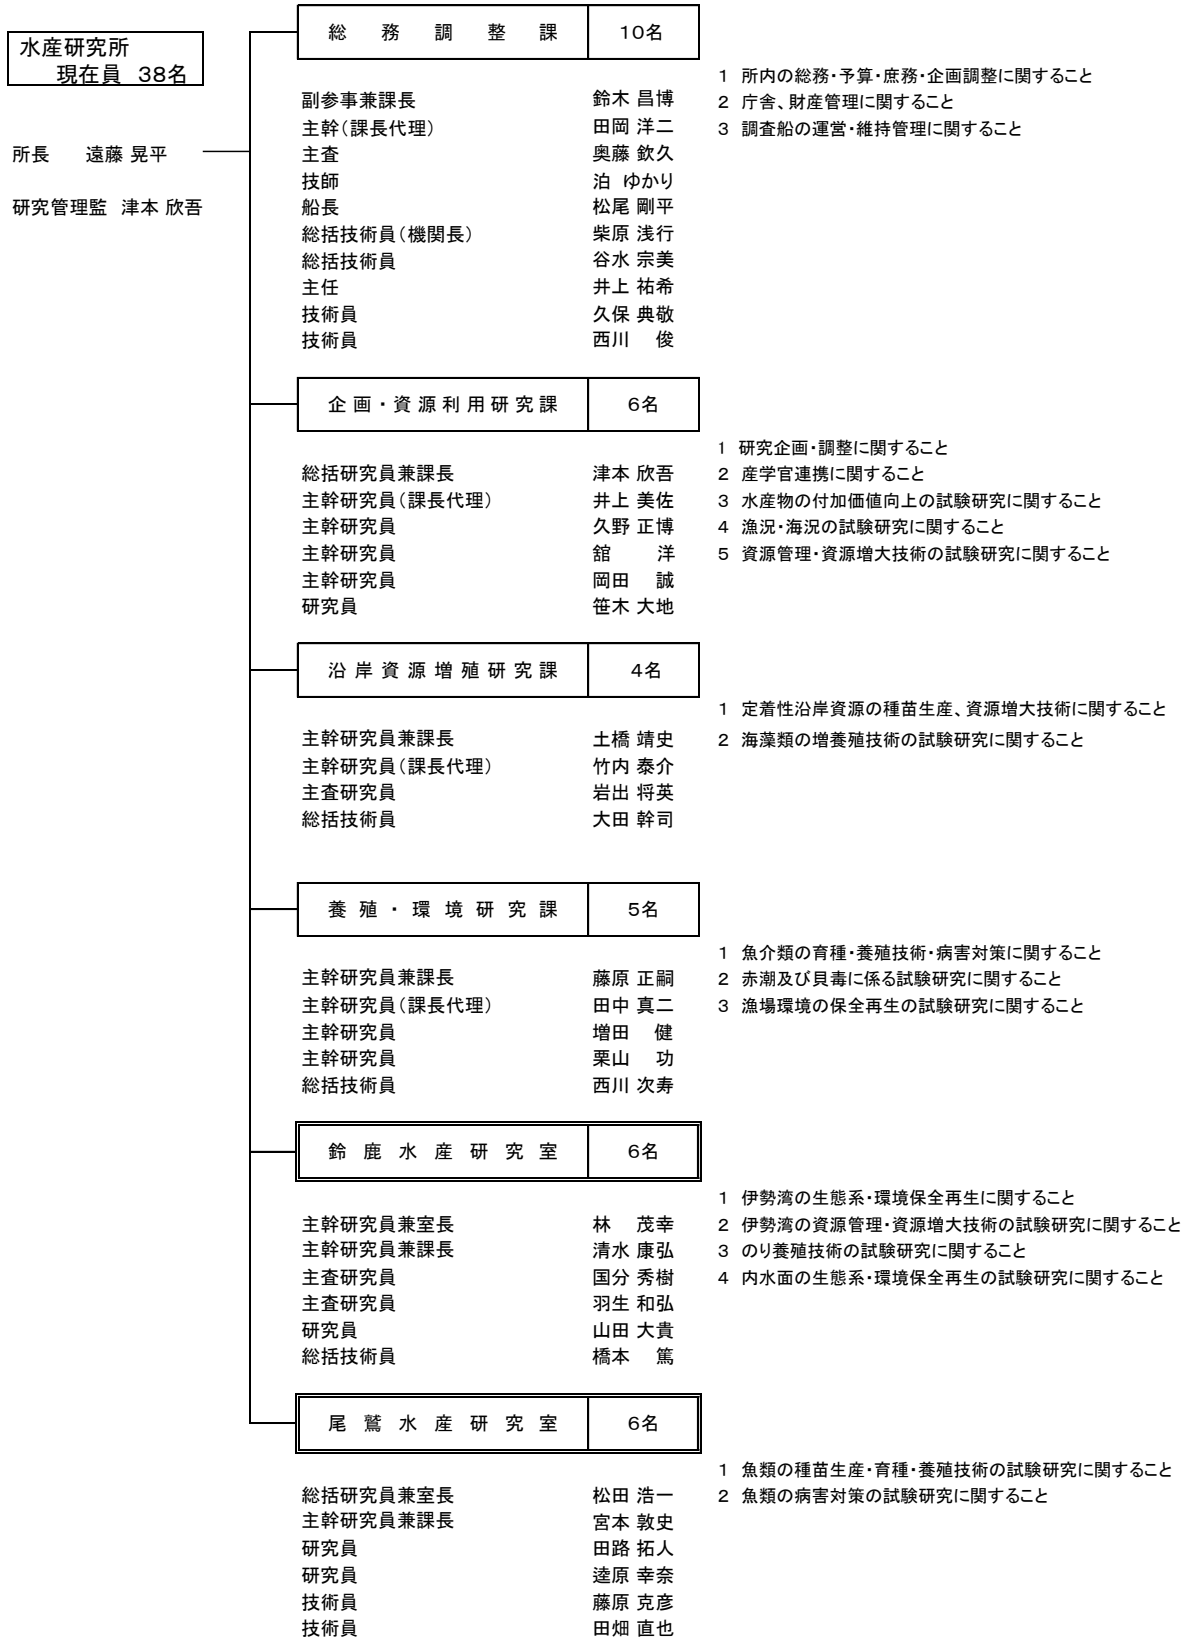 水産研究所
現在員 38名
所長 遠藤 晃平
研究管理監 津本 欣吾
総務調整課 10名
1 所内の総務・予算・庶務・企画調整に関すること
副参事兼課長 鈴木 昌博 2 庁舎、財産管理に関すること
主幹(課長代理) 田岡 洋二 3 調査船の運営・維持管理に関すること
主査 奥藤 欽久
技師 泊 ゆかり
船長 松尾 剛平
総括技術員(機関長) 柴原 浅行
総括技術員 谷水 宗美
主任 井上 祐希
技術員 久保 典敬
技術員 西川 俊
企画・資源利用研究課 6名
1 研究企画・調整に関すること
総括研究員兼課長 津本 欣吾 2 産学官連携に関すること
主幹研究員(課長代理) 井上 美佐 3 水産物の付加価値向上の試験研究に関すること
主幹研究員 久野 正博 4 漁況・海況の試験研究に関すること
主幹研究員 舘 洋 5 資源管理・資源増大技術の試験研究に関すること
主幹研究員 岡田 誠
研究員 笹木 大地
沿岸資源増殖研究課 4名
1 定着性沿岸資源の種苗生産、資源増大技術に関すること
主幹研究員兼課長 土橋 靖史 2 海藻類の増養殖技術の試験研究に関すること
主幹研究員(課長代理) 竹内 泰介
主査研究員 岩出 将英
総括技術員 大田 幹司
養殖・環境研究課 5名
1 魚介類の育種・養殖技術・病害対策に関すること
主幹研究員兼課長 藤原 正嗣 2 赤潮及び貝毒に係る試験研究に関すること
主幹研究員(課長代理) 田中 真二 3 漁場環境の保全再生の試験研究に関すること
主幹研究員 増田 健
主幹研究員 栗山 功
総括技術員 西川 次寿
鈴鹿水産研究室 6名
1 伊勢湾の生態系・環境保全再生に関すること
主幹研究員兼室長 林 茂幸 2 伊勢湾の資源管理・資源増大技術の試験研究に関すること
主幹研究員兼課長 清水 康弘 3 のり養殖技術の試験研究に関すること
主査研究員 国分 秀樹 4 内水面の生態系・環境保全再生の試験研究に関すること
主査研究員 羽生 和弘
研究員 山田 大貴
総括技術員 橋本 篤
尾鷲水産研究室 6名
1 魚類の種苗生産・育種・養殖技術の試験研究に関すること
総括研究員兼室長 松田 浩一 2 魚類の病害対策の試験研究に関すること
主幹研究員兼課長 宮本 敦史
研究員 田路 拓人
研究員 逵原 幸奈
技術員 藤原 克彦
技術員 田畑 直也